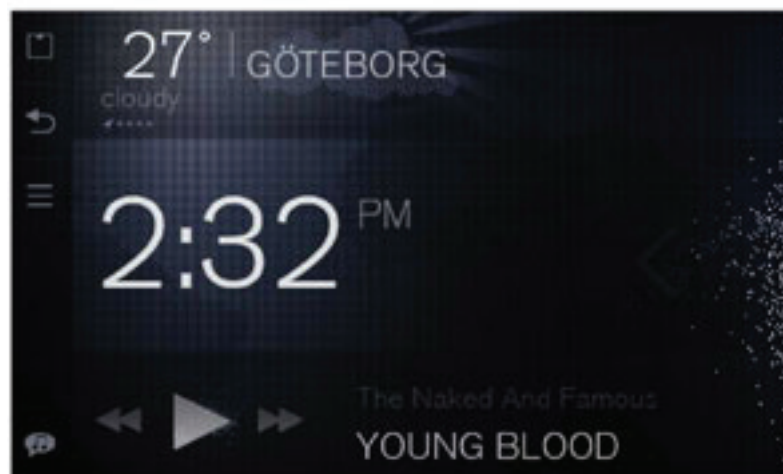 27° GÖTEBORG
cloudy
2:32 PM
The Naked And Famous
YOUNG BLOOD